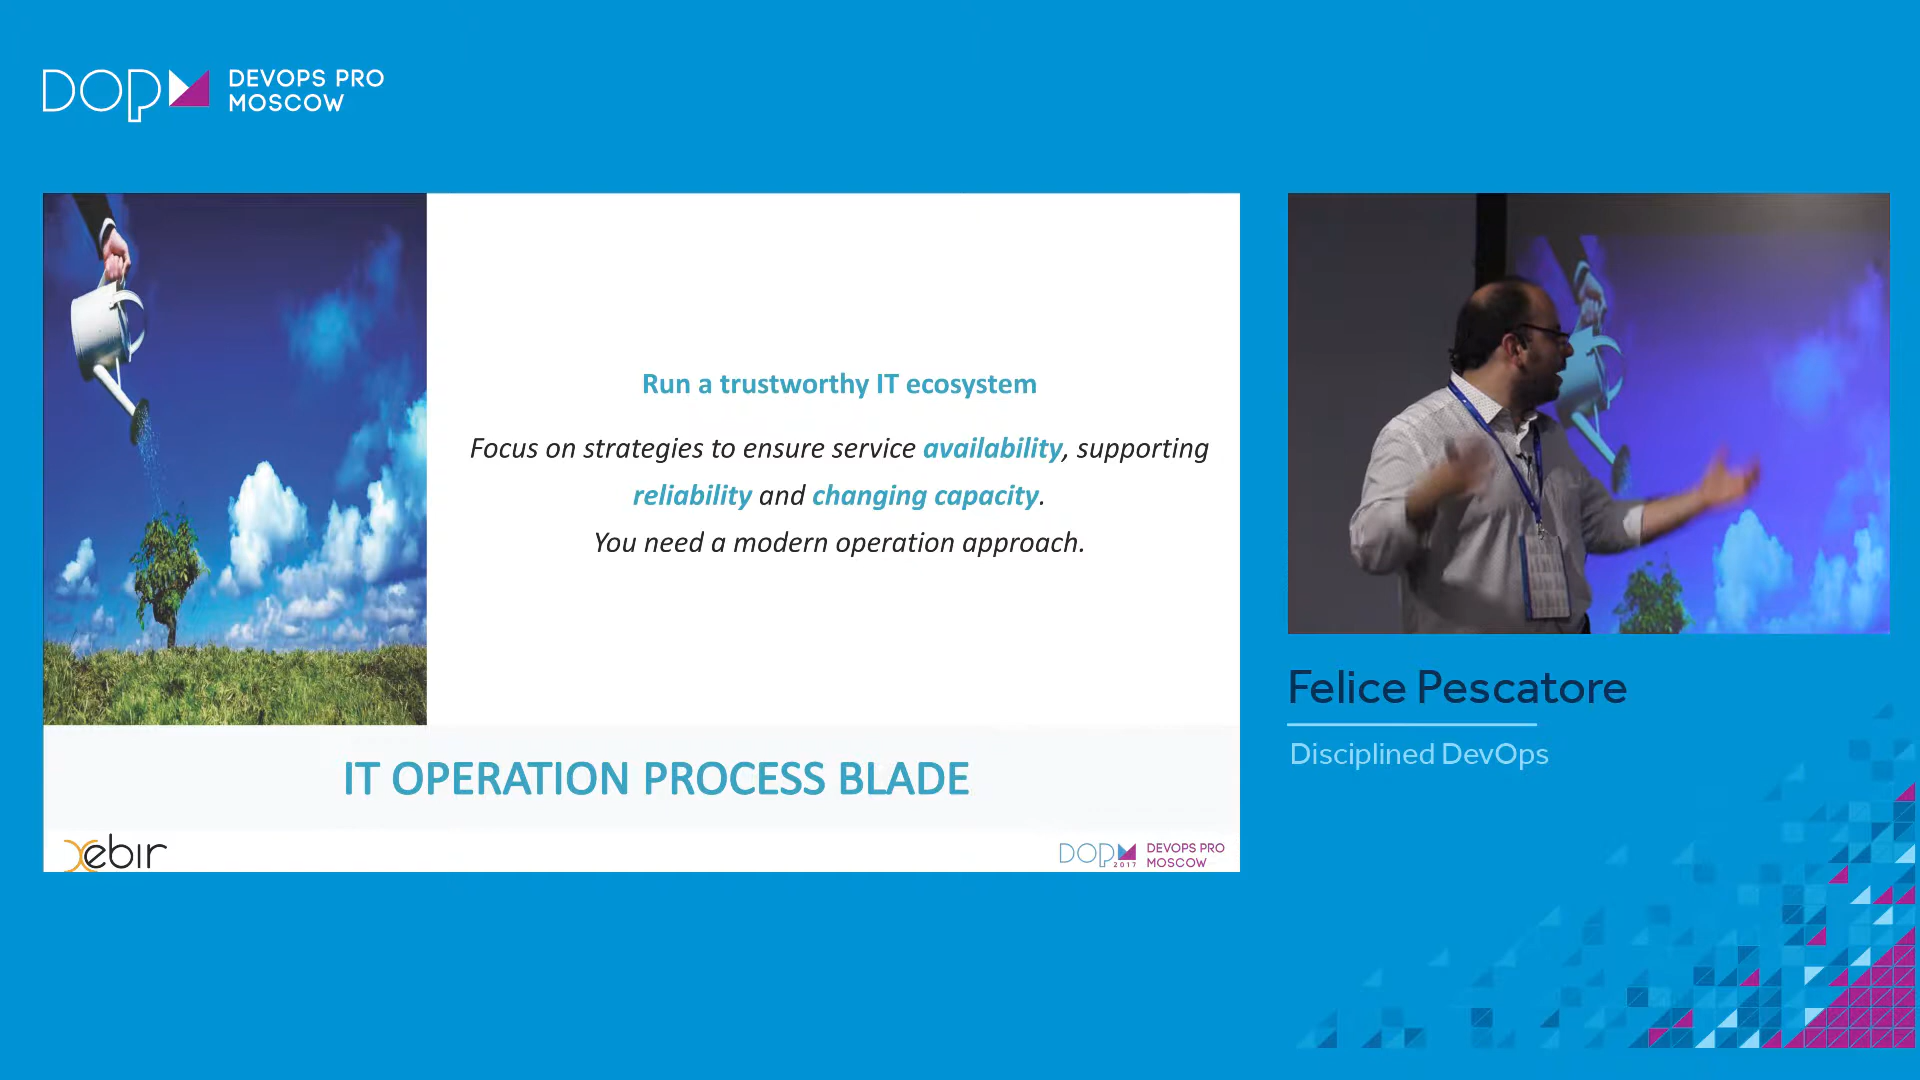 DOP DEVOPS PRO
MOSCOW
Run a trustworthy IT ecosystem
Focus on strategies to ensure service availability, supporting
reliability and changing capacity.
You need a modern operation approach.
IT OPERATION PROCESS BLADE
xebir
DOP 2017 DEVOPS PRO
MOSCOW
Felice Pescatore
Disciplined DevOps